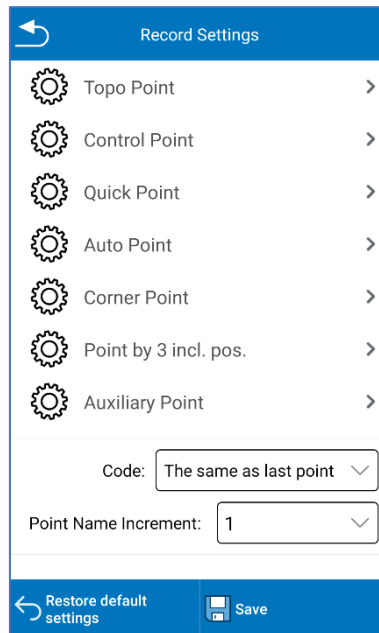 Record Settings
Topo Point
Control Point
Quick Point
Auto Point
Corner Point
Point by 3 incl. pos.
Auxiliary Point
Code: The same as last point
Point Name Increment: 1
Restore default
settings
Save